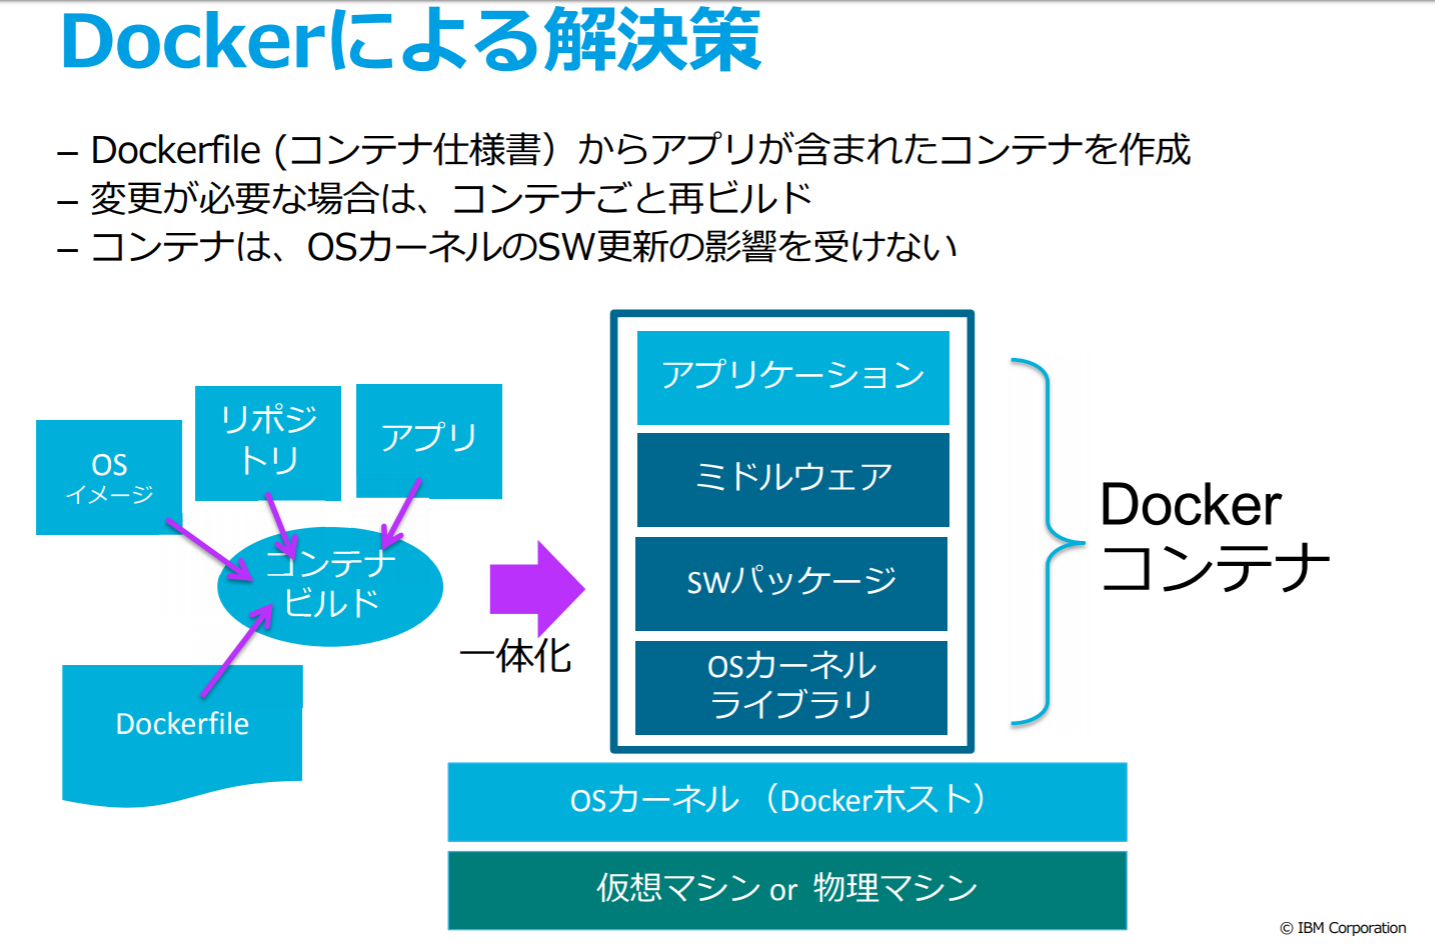 Dockerによる解決策
– Dockerfile (コンテナ仕様書）からアプリが含まれたコンテナを作成
– 変更が必要な場合は、コンテナごと再ビルド
– コンテナは、OSカーネルのSW更新の影響を受けない
OS
イメージ
リポジ
トリ
アプリ
コンテナ
ビルド
Dockerfile
一体化
アプリケーション
ミドルウェア
SWパッケージ
OSカーネル
ライブラリ
Docker
コンテナ
OSカーネル （Dockerホスト）
仮想マシン or 物理マシン
© IBM Corporation